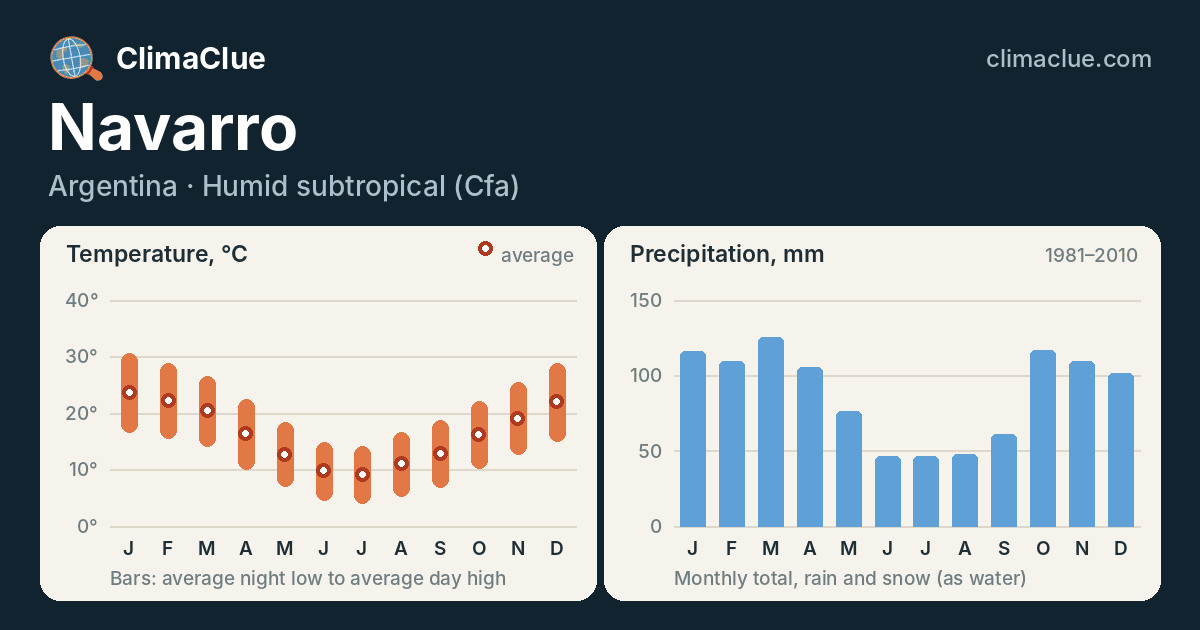 ClimaClue
climaclue.com
Navarro
Argentina · Humid subtropical (Cfa)
Temperature, °C
average
40°
30°
20°
10°
0°
J F M A M J J A S O N D
Bars: average night low to average day high
Precipitation, mm
1981–2010
150
100
50
0
J F M A M J J A S O N D
Monthly total, rain and snow (as water)